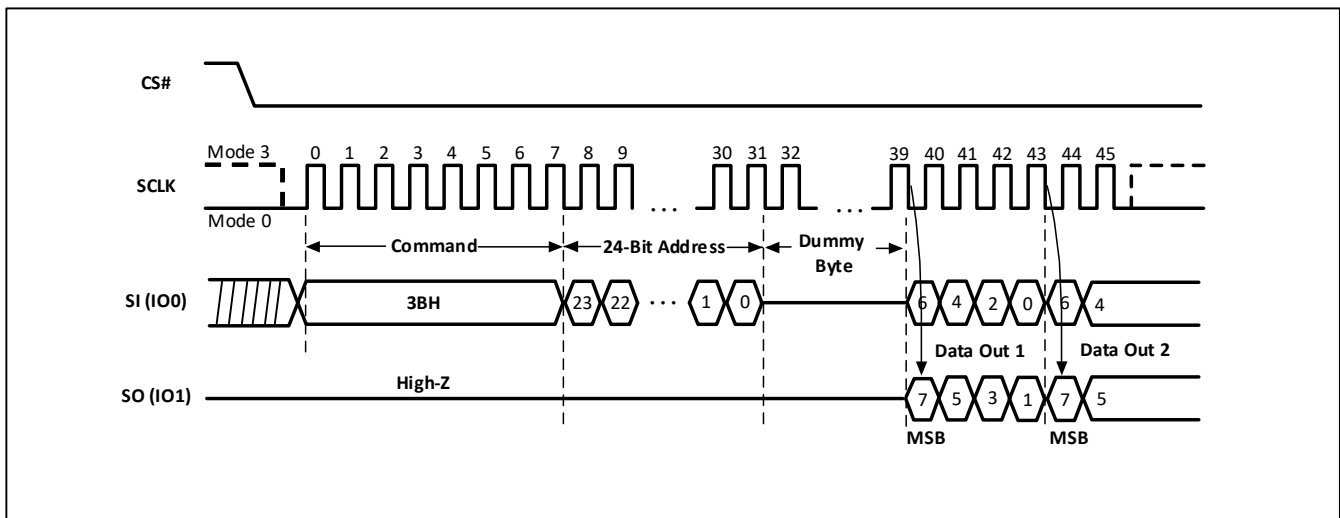 CS#
Mode 3
0 1 2 3 4 5 6 7 8 9 30 31 32 39 40 41 42 43 44 45
SCLK
... ...
Mode 0
Command 24-Bit Address Dummy
Byte
SI (IO0) 3BH 23 22 ... 1 0 6 4 2 0 6 4
Data Out 1 Data Out 2
High-Z
SO (IO1) 7 5 3 1 7 5
MSB MSB